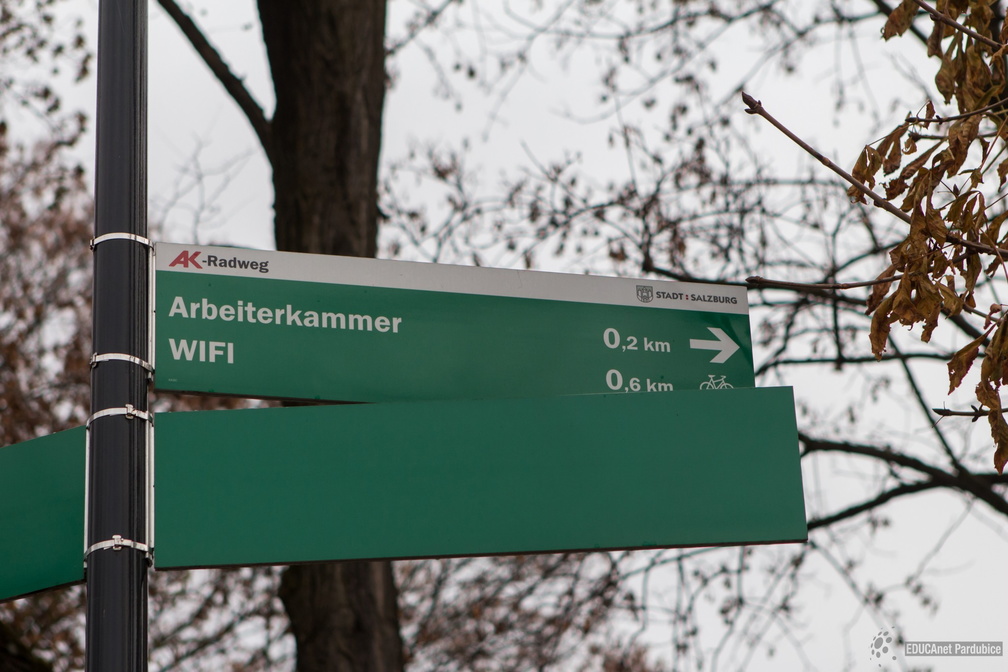 AK-Radweg
STADT : SALZBURG
Arbeiterkammer 0,2 km
WIFI 0,6 km
EDUCAnet Pardubice